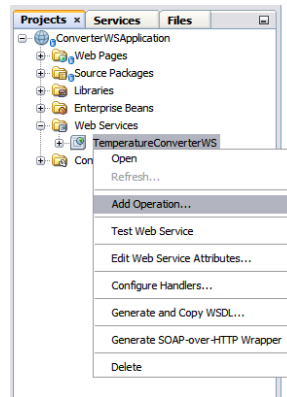 Projects × Services Files
ConverterWSApplication
Web Pages
Source Packages
Libraries
Enterprise Beans
Web Services
TemperatureConverterWS
Con
Open
Refresh...
Add Operation...
Test Web Service
Edit Web Service Attributes...
Configure Handlers...
Generate and Copy WSDL...
Generate SOAP-over-HTTP Wrapper
Delete